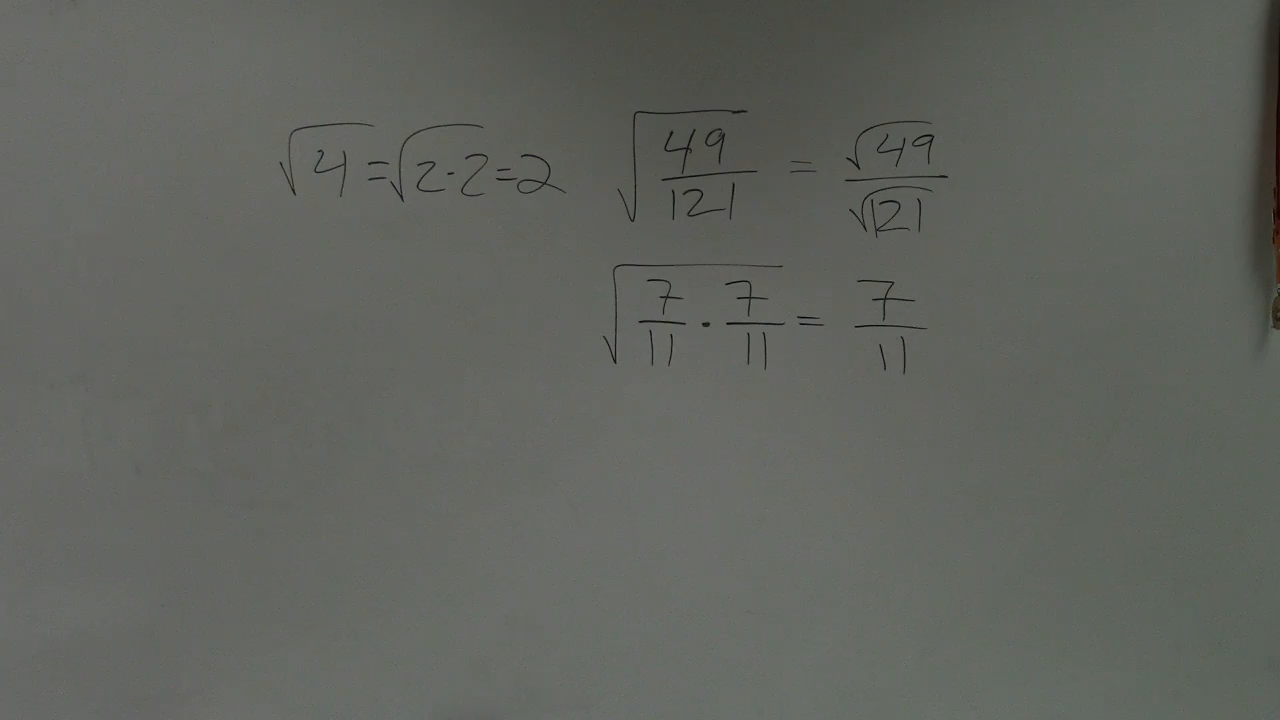 √4 = √2·2 = 2
√(49/121) = √49/√121
√(7/11 · 7/11) = 7/11